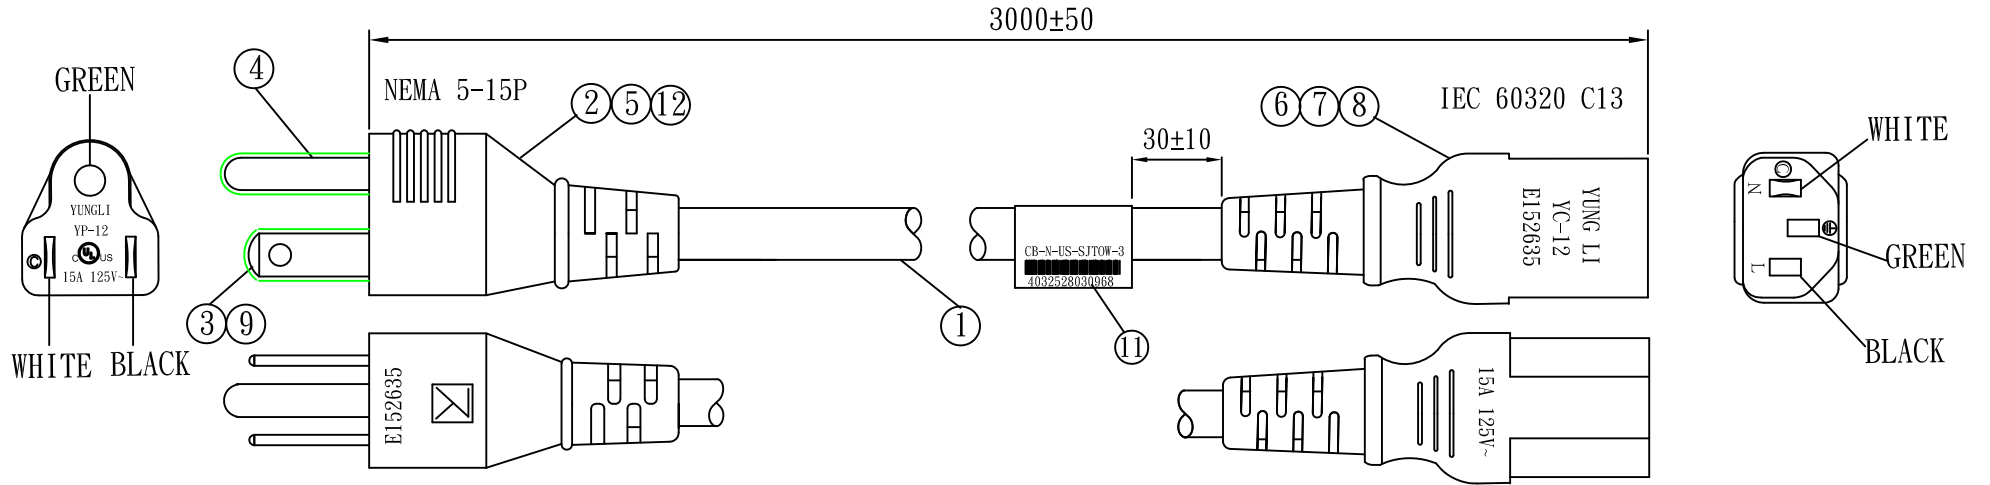 3000±50
GREEN
4
NEMA 5-15P
2 5 12
6 7 8
IEC 60320 C13
30±10
WHITE
YUNGLI
YP-12
C UL US
15A 125V~
WHITE BLACK
3 9
1
CB-N-US-SJTOW-3
4032528030968
11
YUNG LI
YC-12
E152635
N
L
GREEN
BLACK
E152635
15A 125V~